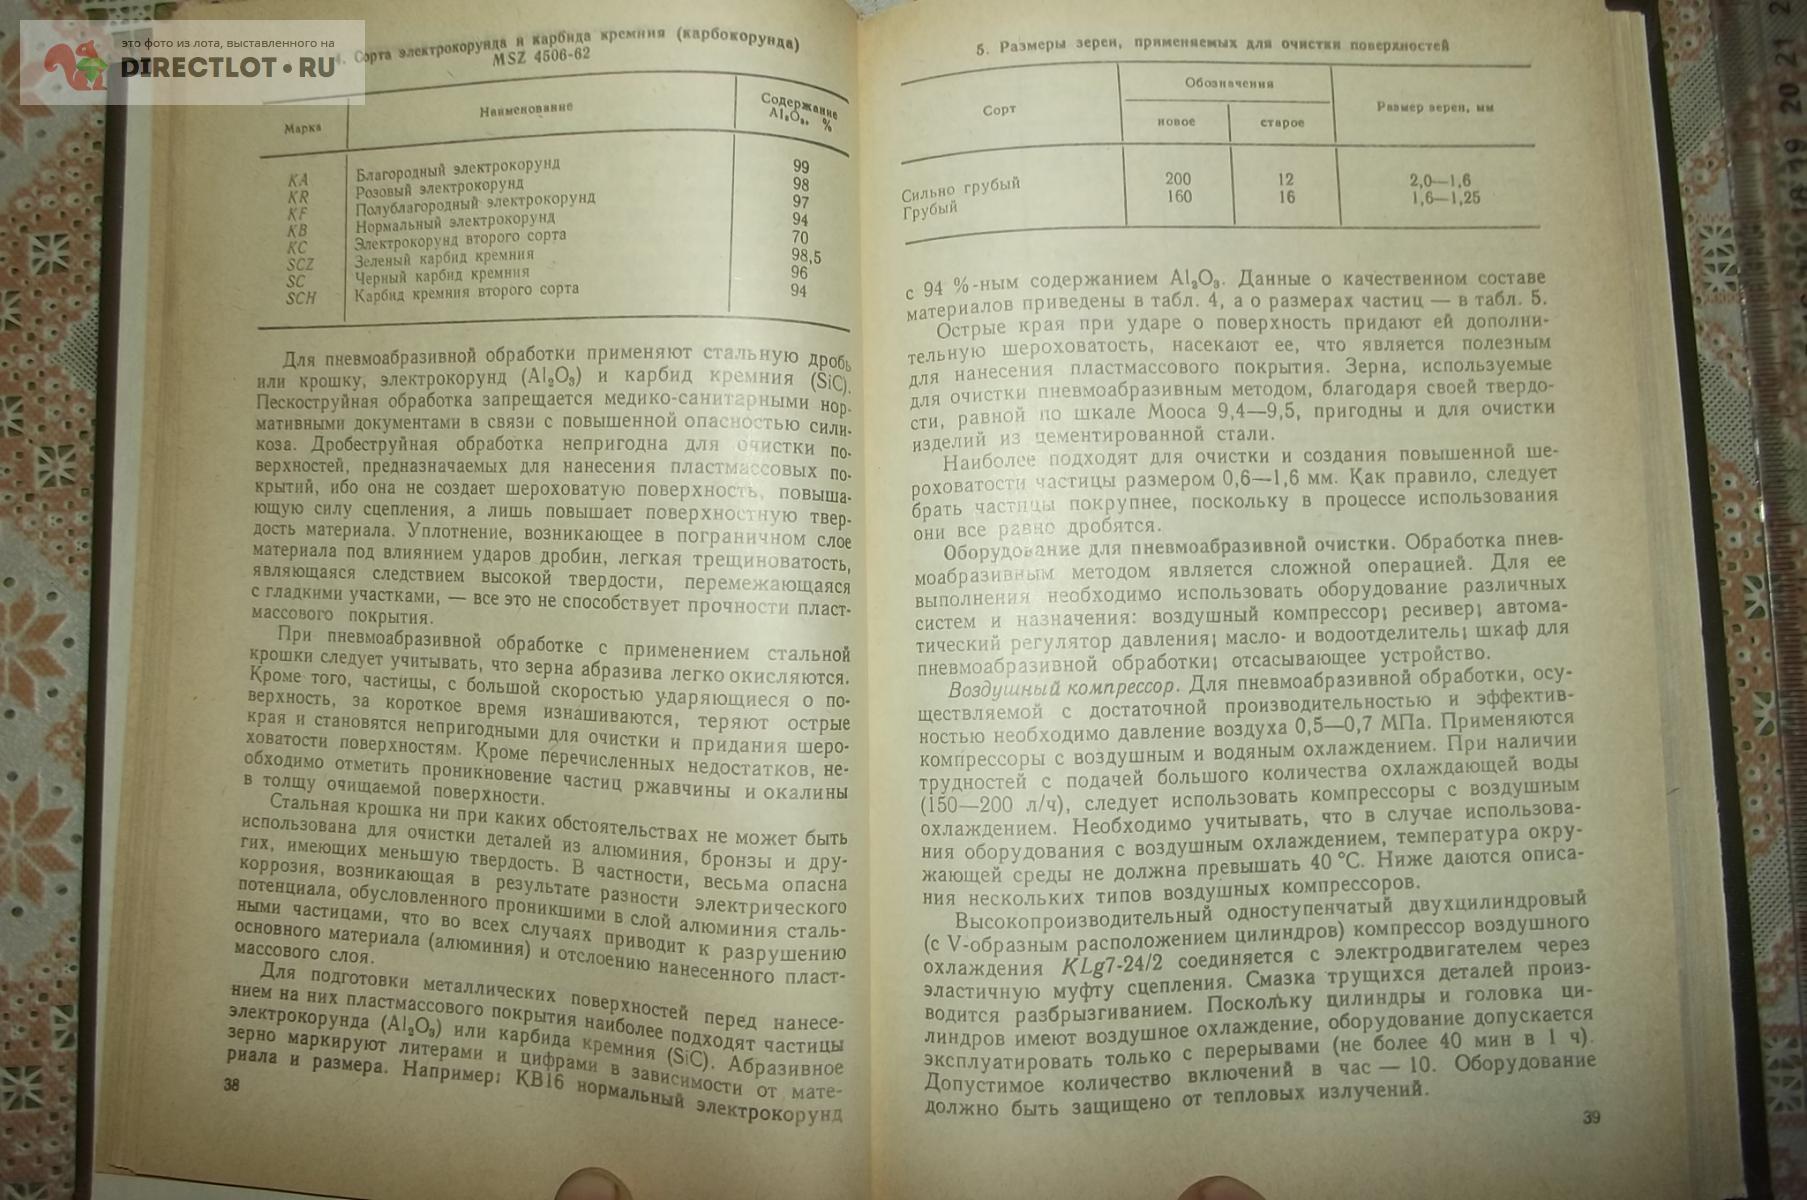 это фото из лота, выставленного на
DIRECTLOT.RU
4. Сорта электрокорунда и карбида кремния (карбокорунда)
MSZ 4506-62
Марка
Наименование
Содержание
Al₂O₃, %
KA Благородный электрокорунд 99
KR Розовый электрокорунд 98
KF Полублагородный электрокорунд 97
KB Нормальный электрокорунд 94
KC Электрокорунд второго сорта 70
SCZ Зеленый карбид кремния 98,5
SC Черный карбид кремния 96
SCH Карбид кремния второго сорта 94
Для пневмоабразивной обработки применяют стальную дробь
или крошку, электрокорунд (Al₂O₃) и карбид кремния (SiC).
Пескоструйная обработка запрещается медико-санитарными нор-
мативными документами в связи с повышенной опасностью сили-
коза. Дробеструйная обработка непригодна для очистки по-
верхностей, предназначаемых для нанесения пластмассовых по-
крытий, ибо она не создает шероховатую поверхность, повыша-
ющую силу сцепления, а лишь повышает поверхностную твер-
дость материала. Уплотнение, возникающее в пограничном слое
материала под влиянием ударов дробин, легкая трещиноватость,
являющаяся следствием высокой твердости, перемежающаяся
с гладкими участками, — все это не способствует прочности пласт-
массового покрытия.
При пневмоабразивной обработке с применением стальной
крошки следует учитывать, что зерна абразива легко окисляются.
Кроме того, частицы, с большой скоростью ударяющиеся о по-
верхность, за короткое время изнашиваются, теряют острые
края и становятся непригодными для очистки и придания шеро-
ховатости поверхностям. Кроме перечисленных недостатков, не-
обходимо отметить проникновение частиц ржавчины и окалины
в толщу очищаемой поверхности.
Стальная крошка ни при каких обстоятельствах не может быть
использована для очистки деталей из алюминия, бронзы и дру-
гих, имеющих меньшую твердость. В частности, весьма опасна
коррозия, возникающая в результате разности электрического
потенциала, обусловленного проникшими в слой алюминия сталь-
ными частицами, что во всех случаях приводит к разрушению
основного материала (алюминия) и отслоению нанесенного пласт-
массового слоя.
Для подготовки металлических поверхностей перед нанесе-
нием на них пластмассового покрытия наиболее подходят частицы
электрокорунда (Al₂O₃) или карбида кремния (SiC). Абразивное
зерно маркируют литерами и цифрами в зависимости от мате-
риала и размера. Например: KB16 нормальный электрокорунд
38
5. Размеры зерен, применяемых для очистки поверхностей
Сорт
Обозначения
новое
старое
Размер зерен, мм
Сильно грубый 200 12 2,0—1,6
Грубый 160 16 1,6—1,25
с 94 %-ным содержанием Al₂O₃. Данные о качественном составе
материалов приведены в табл. 4, а о размерах частиц — в табл. 5.
Острые края при ударе о поверхность придают ей дополни-
тельную шероховатость, насекают ее, что является полезным
для нанесения пластмассового покрытия. Зерна, используемые
для очистки пневмоабразивным методом, благодаря своей твердо-
сти, равной по шкале Мооса 9,4—9,5, пригодны и для очистки
изделий из цементированной стали.
Наиболее подходят для очистки и создания повышенной ше-
роховатости частицы размером 0,6—1,6 мм. Как правило, следует
брать частицы покрупнее, поскольку в процессе использования
они все равно дробятся.
Оборудование для пневмоабразивной очистки. Обработка пнев-
моабразивным методом является сложной операцией. Для ее
выполнения необходимо использовать оборудование различных
систем и назначения: воздушный компрессор; ресивер; автома-
тический регулятор давления; масло- и водоотделитель; шкаф для
пневмоабразивной обработки; отсасывающее устройство.
Воздушный компрессор. Для пневмоабразивной обработки, осу-
ществляемой с достаточной производительностью и эффектив-
ностью необходимо давление воздуха 0,5—0,7 МПа. Применяются
компрессоры с воздушным и водяным охлаждением. При наличии
трудностей с подачей большого количества охлаждающей воды
(150—200 л/ч), следует использовать компрессоры с воздушным
охлаждением. Необходимо учитывать, что в случае использова-
ния оборудования с воздушным охлаждением, температура окру-
жающей среды не должна превышать 40 °С. Ниже даются описа-
ния нескольких типов воздушных компрессоров.
Высокопроизводительный одноступенчатый двухцилиндровый
(с V-образным расположением цилиндров) компрессор воздушного
охлаждения KLg7-24/2 соединяется с электродвигателем через
эластичную муфту сцепления. Смазка трущихся деталей произ-
водится разбрызгиванием. Поскольку цилиндры и головка ци-
линдров имеют воздушное охлаждение, оборудование допускается
эксплуатировать только с перерывами (не более 40 мин в 1 ч).
Допустимое количество включений в час — 10. Оборудование
должно быть защищено от тепловых излучений.
39
21
20
19
18